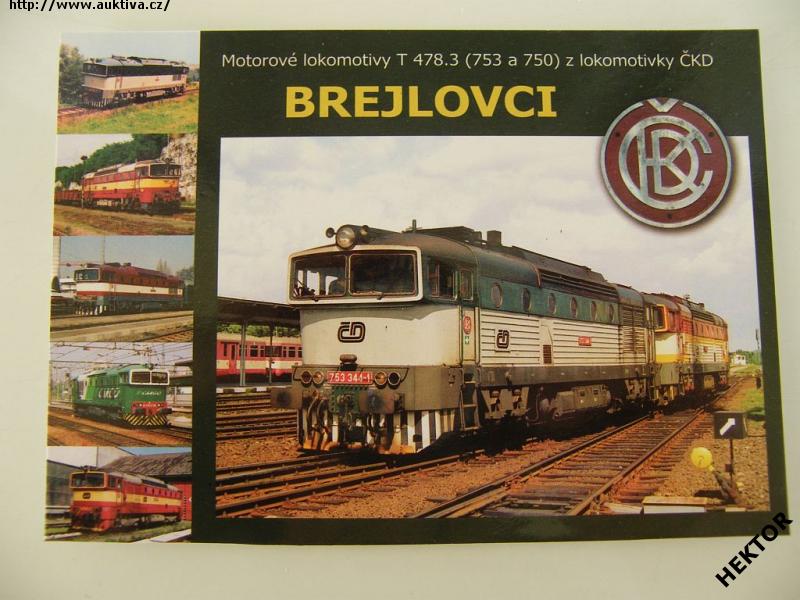 http://www.auktiva.cz/
Motorové lokomotivy T 478.3 (753 a 750) z lokomotivky ČKD
BREJLOVCI
ČKD
ČD
ČD
753 344-1
HEKTOR